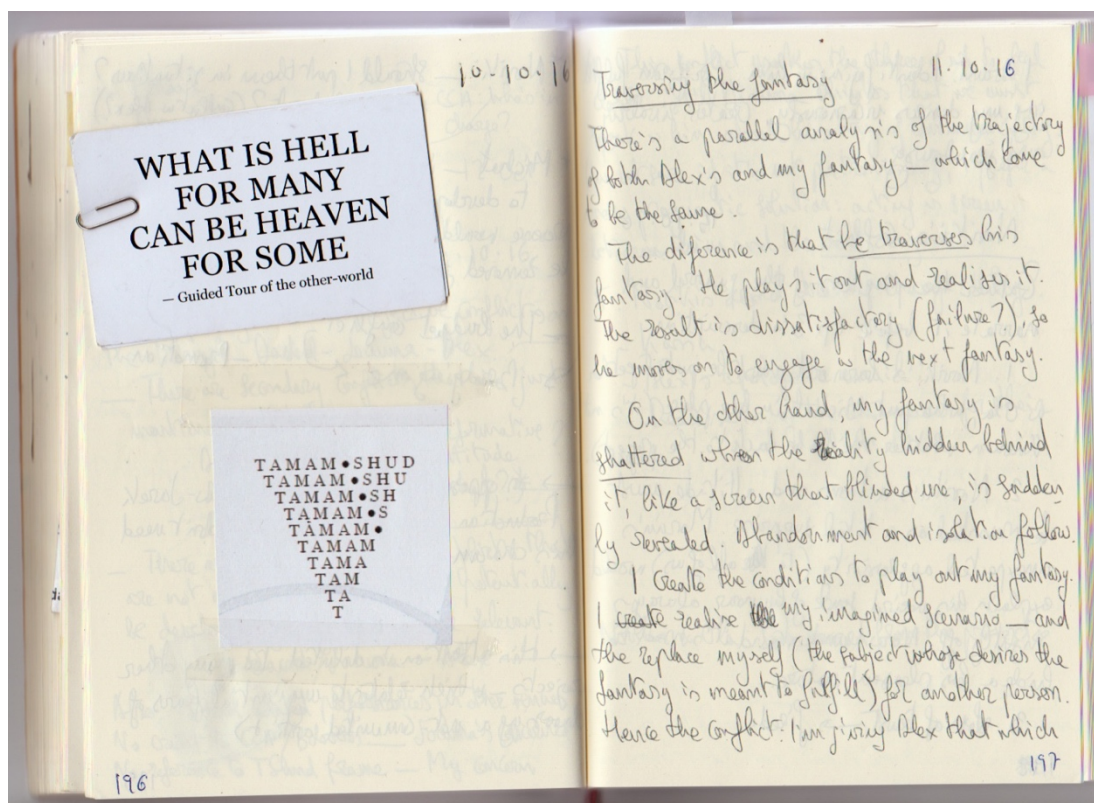 10.10.16
WHAT IS HELL
FOR MANY
CAN BE HEAVEN
FOR SOME
— Guided Tour of the other-world
TAMAM•SHUD
TAMAM•SHU
TAMAM•SH
TAMAM•S
TAMAM•
TAMAM
TAMA
TAM
TA
T
196
11.10.16
Traversing the fantasy
There's a parallel analysis of the trajectory
of both Alex's and my fantasy — which come
to be the same.
The diference is that he traverses his
fantasy. He plays it out and realises it.
The result is dissatisfactory (failure?), so
he moves on to engage in the next fantasy.
On the other hand, my fantasy is
shattered when the reality hidden behind
it, like a screen that blinded me, is sudden
ly revealed. Abandonment and isolation follow.
I create the conditions to play out my fantasy.
I create realise the my imagined scenario — and
the replace myself (the subject whose desires the
fantasy is meant to fulfill) for another person.
Hence the conflict: I'm giving Alex that which
197